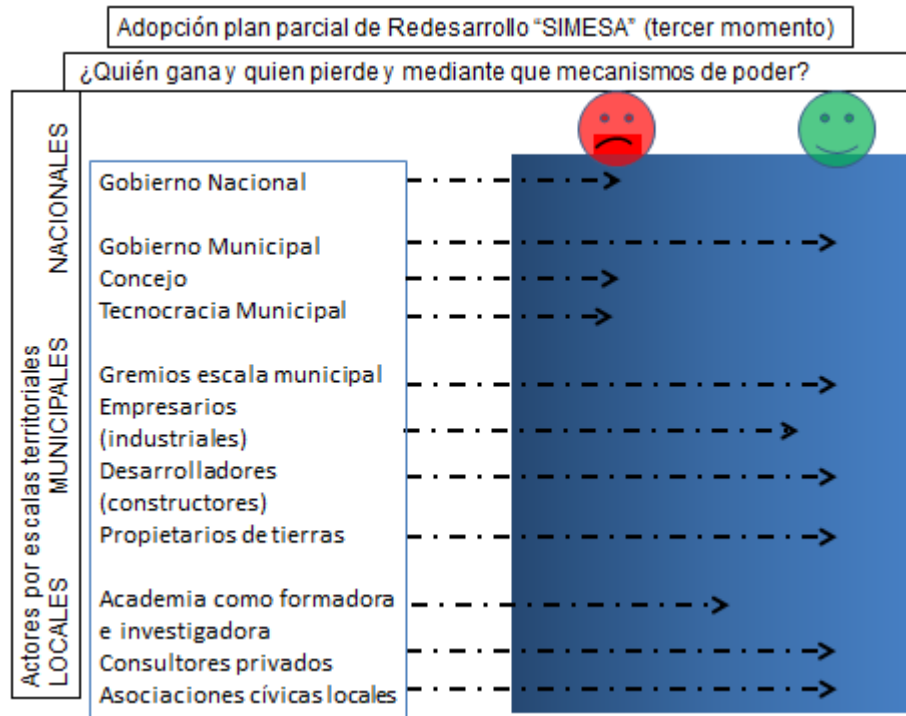 Adopción plan parcial de Redesarrollo “SIMESA” (tercer momento)
¿Quién gana y quien pierde y mediante que mecanismos de poder?
Actores por escalas territoriales
NACIONALES
MUNICIPALES
LOCALES
Gobierno Nacional
Gobierno Municipal
Concejo
Tecnocracia Municipal
Gremios escala municipal
Empresarios
(industriales)
Desarrolladores
(constructores)
Propietarios de tierras
Academia como formadora
e investigadora
Consultores privados
Asociaciones cívicas locales